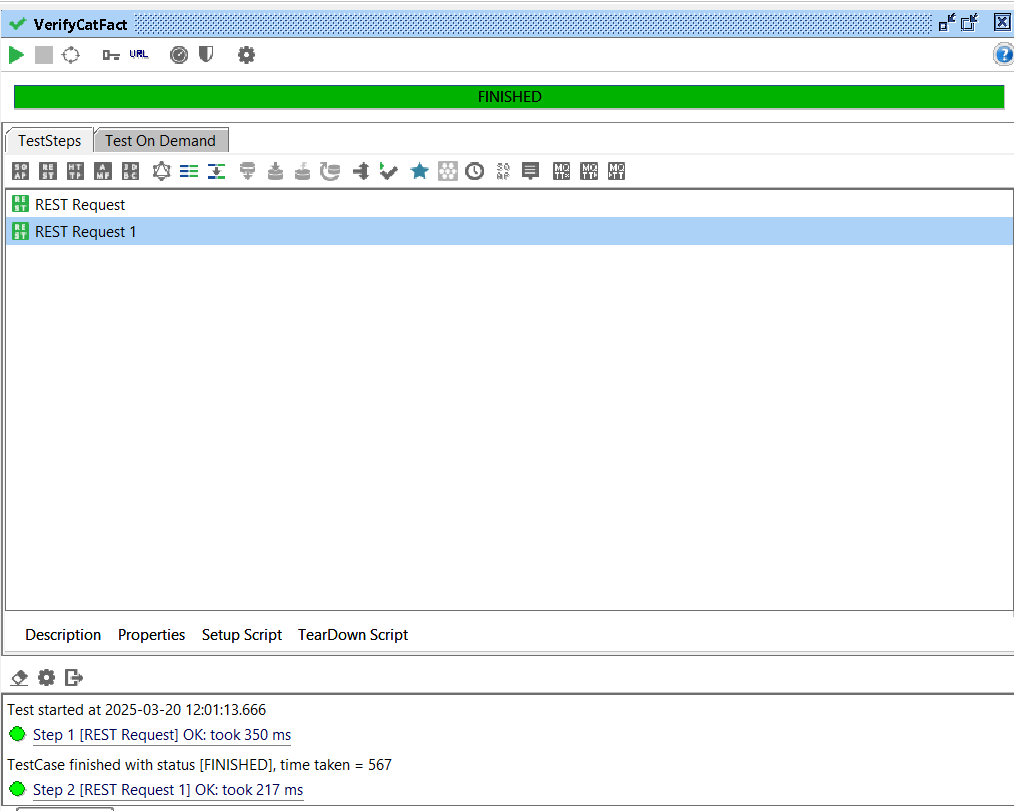 VerifyCatFact
URL
FINISHED
TestSteps
Test On Demand
REST Request
REST Request 1
Description Properties Setup Script TearDown Script
Test started at 2025-03-20 12:01:13.666
Step 1 [REST Request] OK: took 350 ms
TestCase finished with status [FINISHED], time taken = 567
Step 2 [REST Request 1] OK: took 217 ms